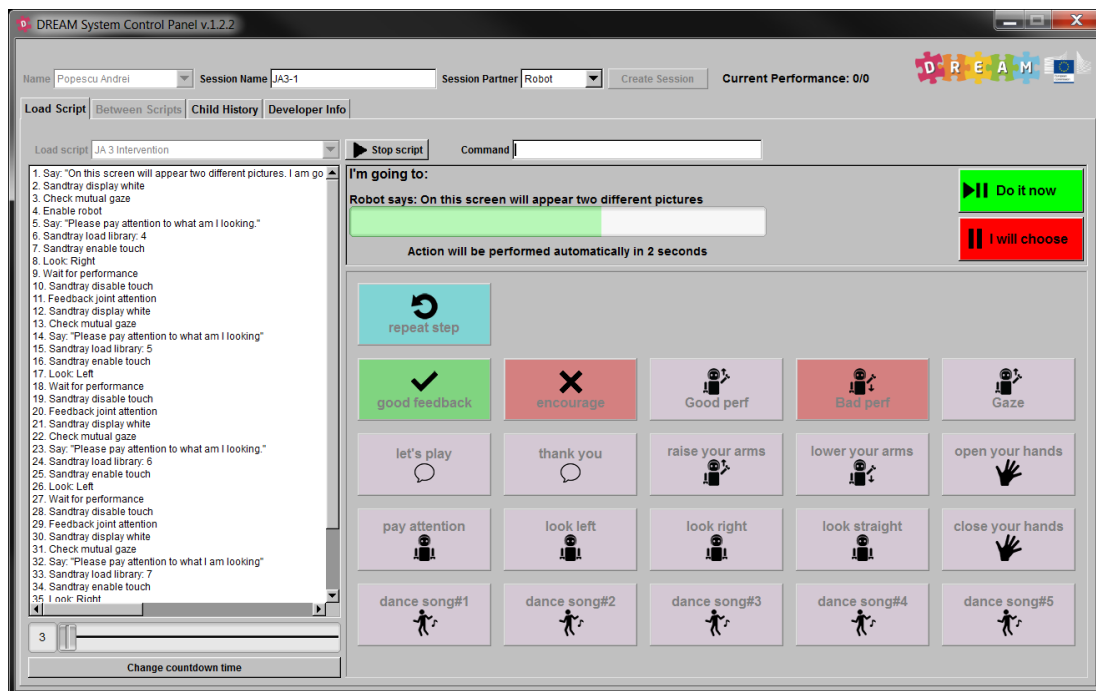 DREAM System Control Panel v.1.2.2
D R E A M
Name Popescu Andrei Session Name JA3-1 Session Partner Robot Create Session Current Performance: 0/0
Load Script Between Scripts Child History Developer Info
Load script JA 3 Intervention Stop script Command
1. Say: "On this screen will appear two different pictures. I am go
2. Sandtray display white
3. Check mutual gaze
4. Enable robot
5. Say: "Please pay attention to what am I looking."
6. Sandtray load library: 4
7. Sandtray enable touch
8. Look: Right
9. Wait for performance
10. Sandtray disable touch
11. Feedback joint attention
12. Sandtray display white
13. Check mutual gaze
14. Say: "Please pay attention to what am I looking"
15. Sandtray load library: 5
16. Sandtray enable touch
17. Look: Left
18. Wait for performance
19. Sandtray disable touch
20. Feedback joint attention
21. Sandtray display white
22. Check mutual gaze
23. Say: "Please pay attention to what am I looking."
24. Sandtray load library: 6
25. Sandtray enable touch
26. Look: Left
27. Wait for performance
28. Sandtray disable touch
29. Feedback joint attention
30. Sandtray display white
31. Check mutual gaze
32. Say: "Please pay attention to what I am looking"
33. Sandtray load library: 7
34. Sandtray enable touch
35. Look: Right
3
Change countdown time
I'm going to:
Robot says: On this screen will appear two different pictures
Action will be performed automatically in 2 seconds
Do it now
I will choose
repeat step
good feedback encourage Good perf Bad perf Gaze
let's play thank you raise your arms lower your arms open your hands
pay attention look left look right look straight close your hands
dance song#1 dance song#2 dance song#3 dance song#4 dance song#5